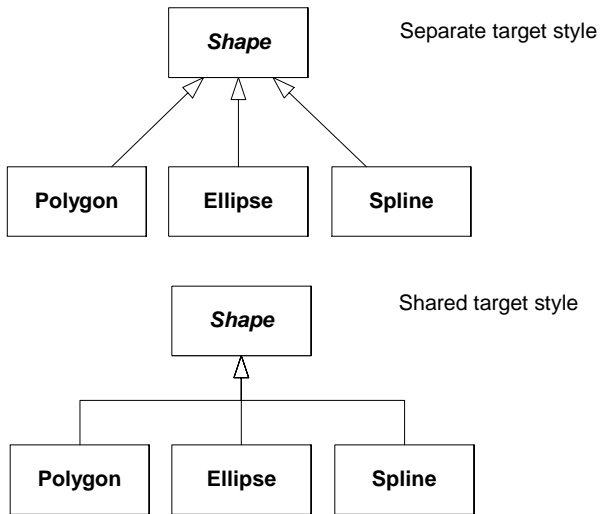 Shape
Separate target style
Polygon
Ellipse
Spline
Shape
Shared target style
Polygon
Ellipse
Spline